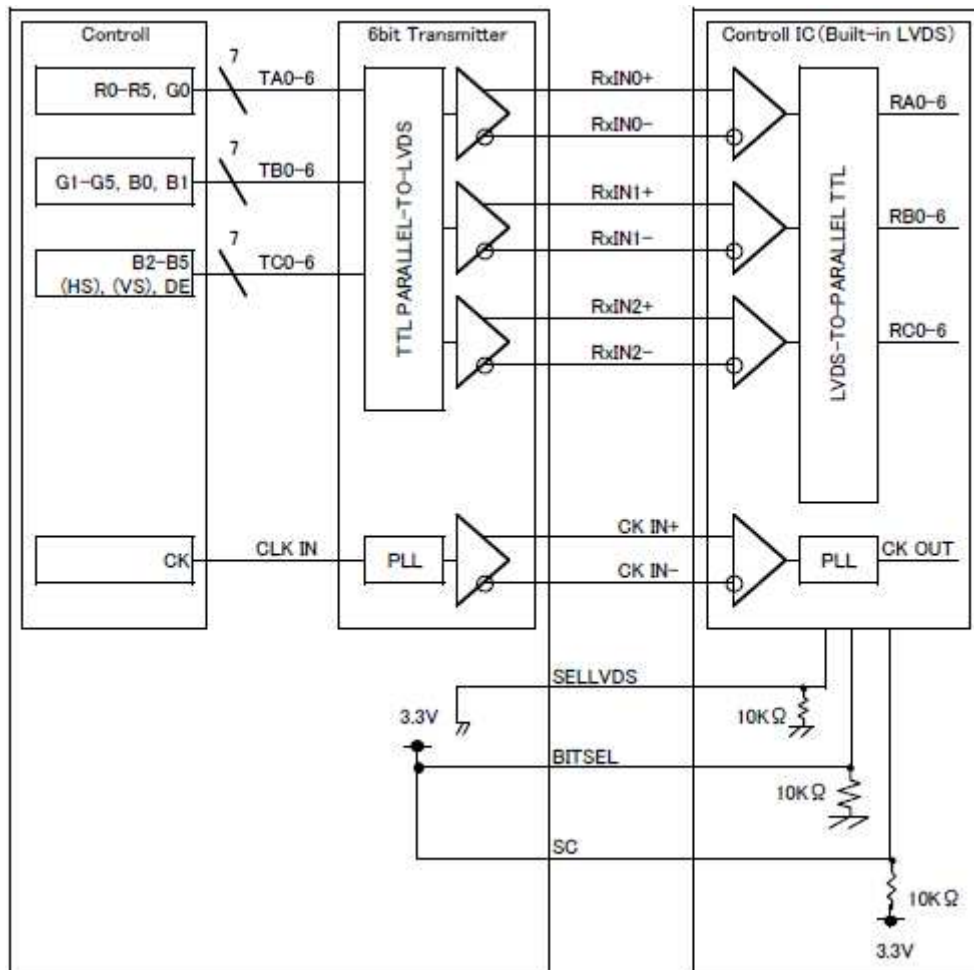 Controll
6bit Transmitter
Controll IC(Built-in LVDS)
R0-R5, G0
7
TA0-6
RxIN0+
RA0-6
RxIN0-
G1-G5, B0, B1
7
TB0-6
TTL PARALLEL-TO-LVDS
RxIN1+
LVDS-TO-PARALLEL TTL
RB0-6
RxIN1-
B2-B5
(HS), (VS), DE
7
TC0-6
RxIN2+
RC0-6
RxIN2-
CK
CLK IN
PLL
CK IN+
CK IN-
PLL
CK OUT
SELLVDS
10KΩ
3.3V
BITSEL
10KΩ
SC
10KΩ
3.3V